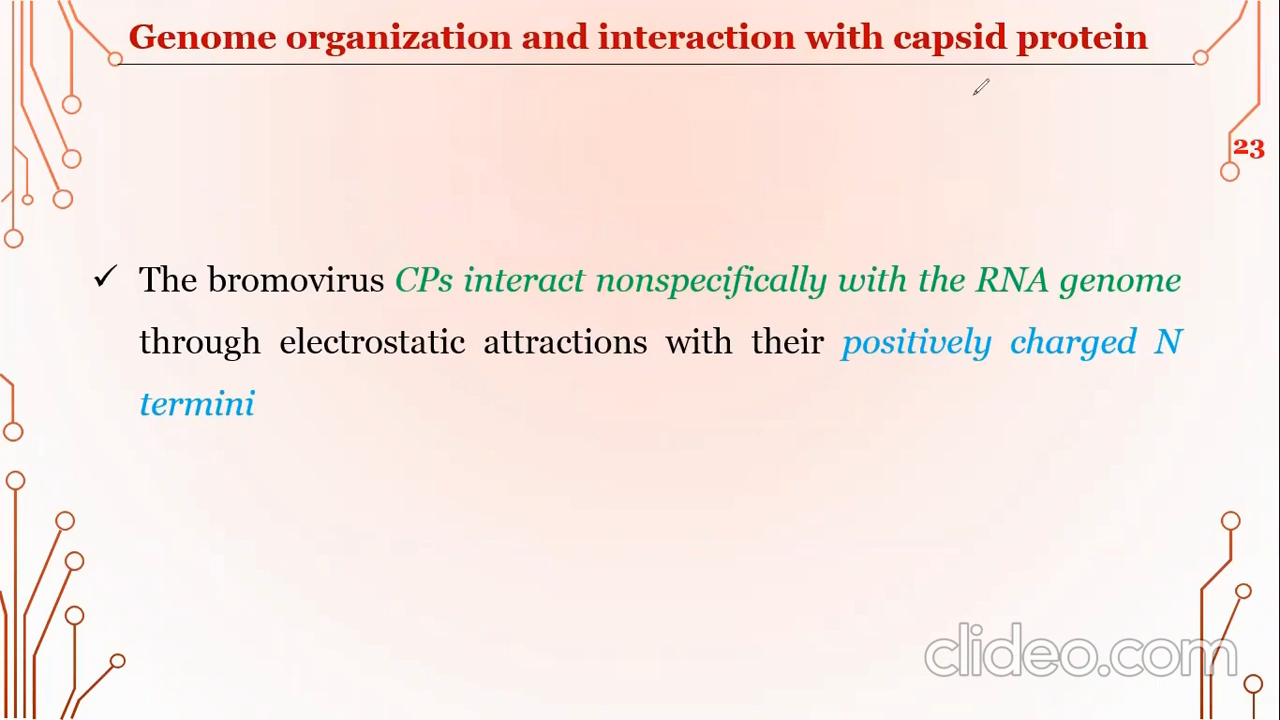 Genome organization and interaction with capsid protein
23
✓ The bromovirus CPs interact nonspecifically with the RNA genome
through electrostatic attractions with their positively charged N
termini
clideo.com